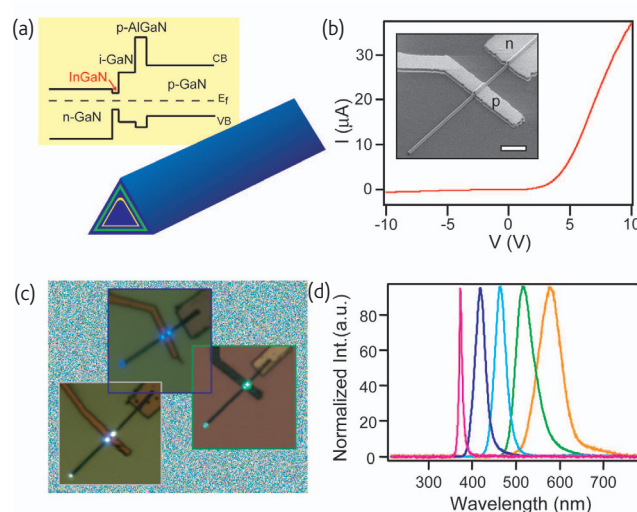 (a)
p-AlGaN
i-GaN
CB
InGaN
p-GaN
Ef
n-GaN
VB
(b)
30
20
10
0
I (µA)
n
p
-10
-5
0
5
10
V (V)
(c)
(d)
80
60
40
20
0
Normalized Int.(a.u.)
300
400
500
600
700
Wavelength (nm)